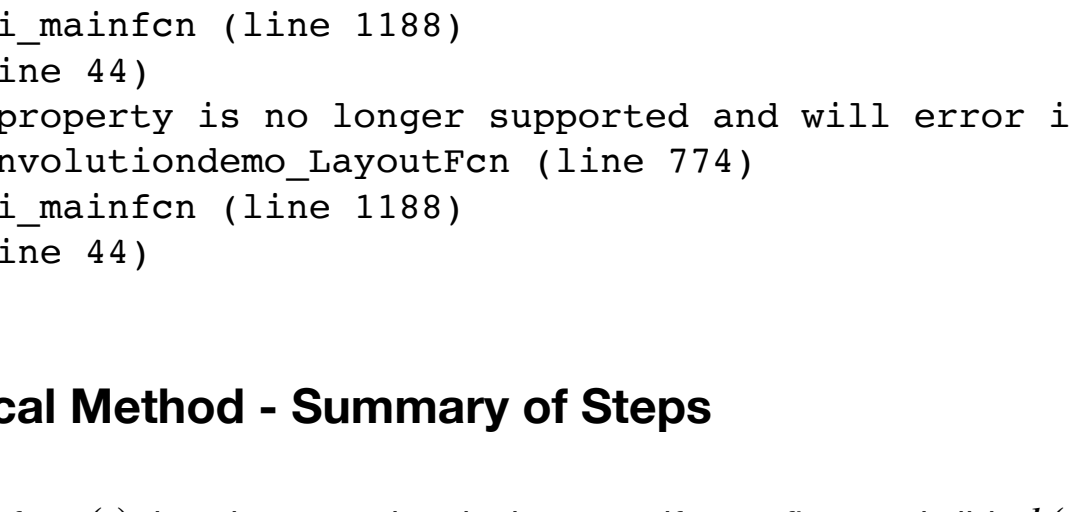 i_mainfcn (line 1188)
ine 44)
property is no longer supported and will error i
nvolutiondemo_LayoutFcn (line 774)
i_mainfcn (line 1188)
ine 44)
cal Method - Summary of Steps